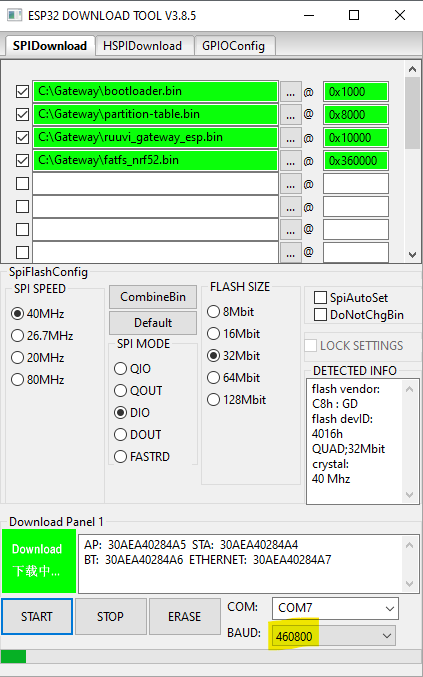 ESP32 DOWNLOAD TOOL V3.8.5
SPIDownload HSPIDownload GPIOConfig
C:\Gateway\bootloader.bin ... @ 0x1000
C:\Gateway\partition-table.bin ... @ 0x8000
C:\Gateway\ruuvi_gateway_esp.bin ... @ 0x10000
C:\Gateway\fatfs_nrf52.bin ... @ 0x360000
... @
... @
... @
SpiFlashConfig
SPI SPEED
40MHz
26.7MHz
20MHz
80MHz
CombineBin
Default
SPI MODE
QIO
QOUT
DIO
DOUT
FASTRD
FLASH SIZE
8Mbit
16Mbit
32Mbit
64Mbit
128Mbit
SpiAutoSet
DoNotChgBin
LOCK SETTINGS
DETECTED INFO
flash vendor:
C8h : GD
flash devID:
4016h
QUAD;32Mbit
crystal:
40 Mhz
Download Panel 1
Download
下载中...
AP: 30AEA40284A5 STA: 30AEA40284A4
BT: 30AEA40284A6 ETHERNET: 30AEA40284A7
START STOP ERASE
COM: COM7
BAUD: 460800